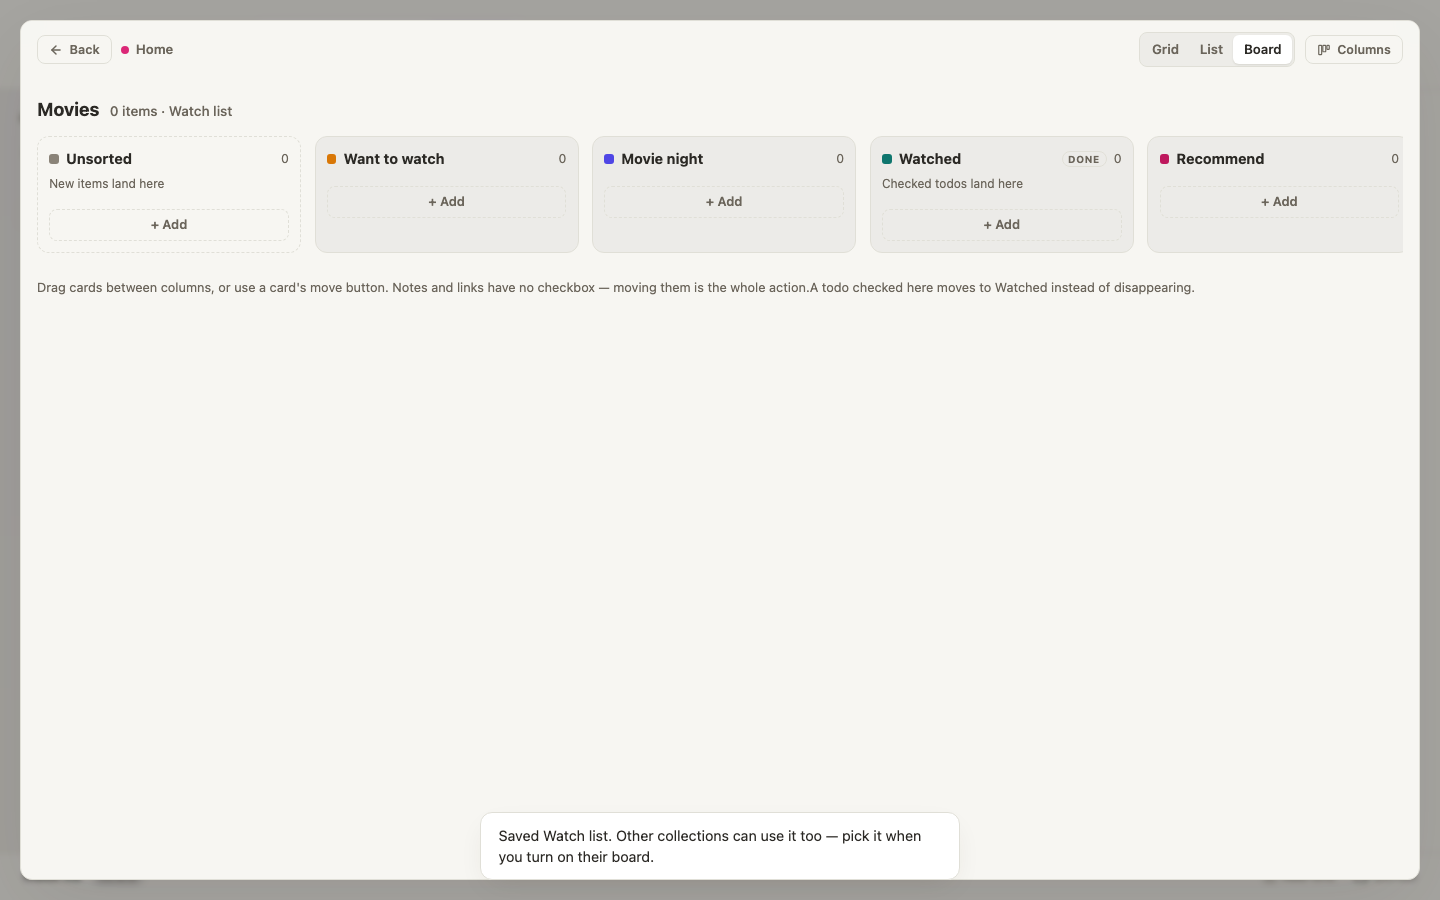 Back
Home
Grid
List
Board
Columns
Movies
0 items · Watch list
Unsorted
0
New items land here
+ Add
Want to watch
0
+ Add
Movie night
0
+ Add
Watched
DONE
0
Checked todos land here
+ Add
Recommend
0
+ Add
Drag cards between columns, or use a card's move button. Notes and links have no checkbox — moving them is the whole action.A todo checked here moves to Watched instead of disappearing.
Saved Watch list. Other collections can use it too — pick it when
you turn on their board.